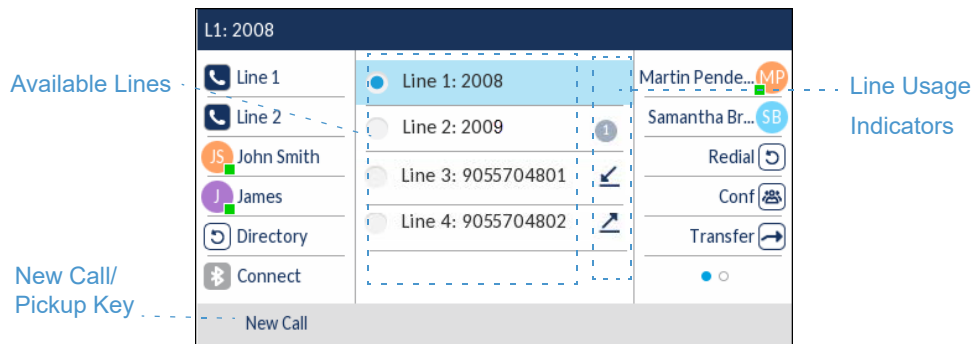 L1: 2008
Available Lines
Line 1
Line 2
JS John Smith
J James
Directory
Connect
Line 1: 2008
Line 2: 2009
1
Line 3: 9055704801
Line 4: 9055704802
Martin Pende... MP
Samantha Br... SB
Redial
Conf
Transfer
Line Usage
Indicators
New Call/
Pickup Key
New Call